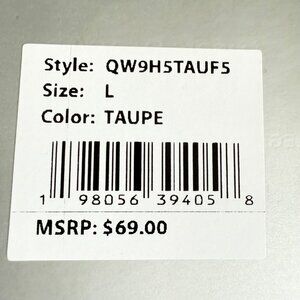 Style: QW9H5TAUF5
Size: L
Color: TAUPE
1 98056 39405 8
MSRP: $69.00